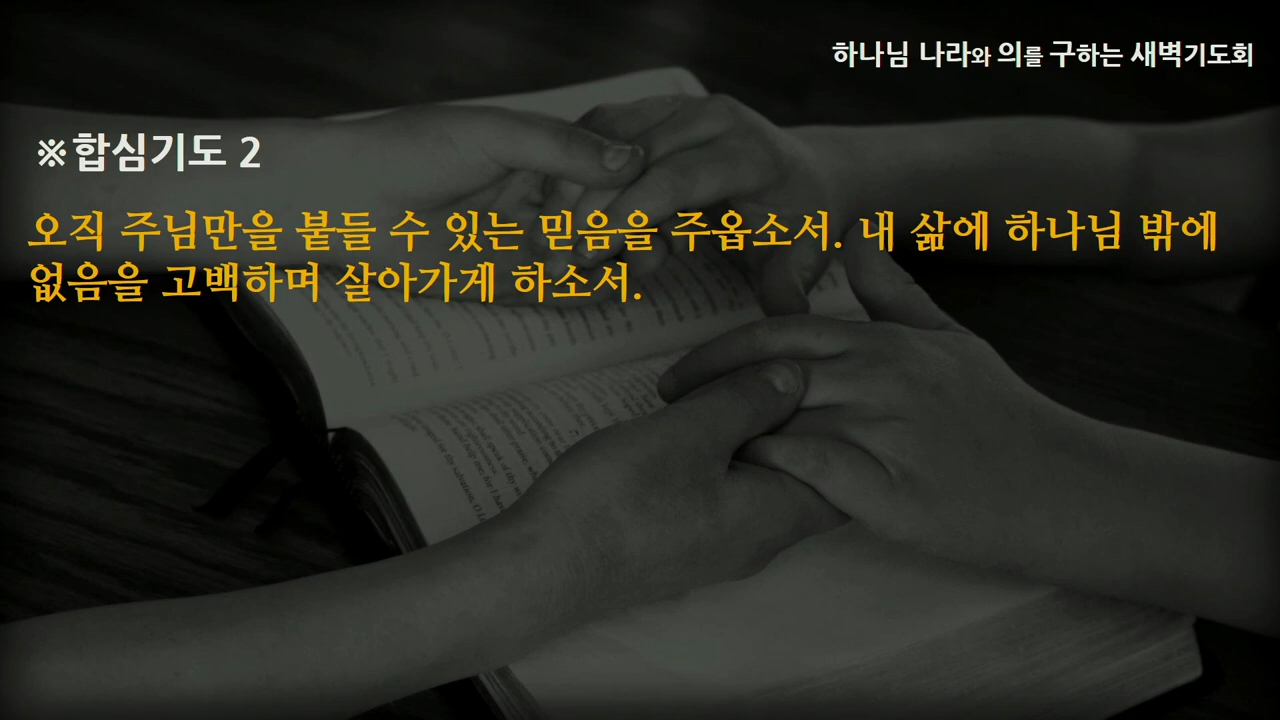 하나님 나라와 의를 구하는 새벽기도회
※합심기도 2
오직 주님만을 붙들 수 있는 믿음을 주옵소서. 내 삶에 하나님 밖에
없음을 고백하며 살아가게 하소서.